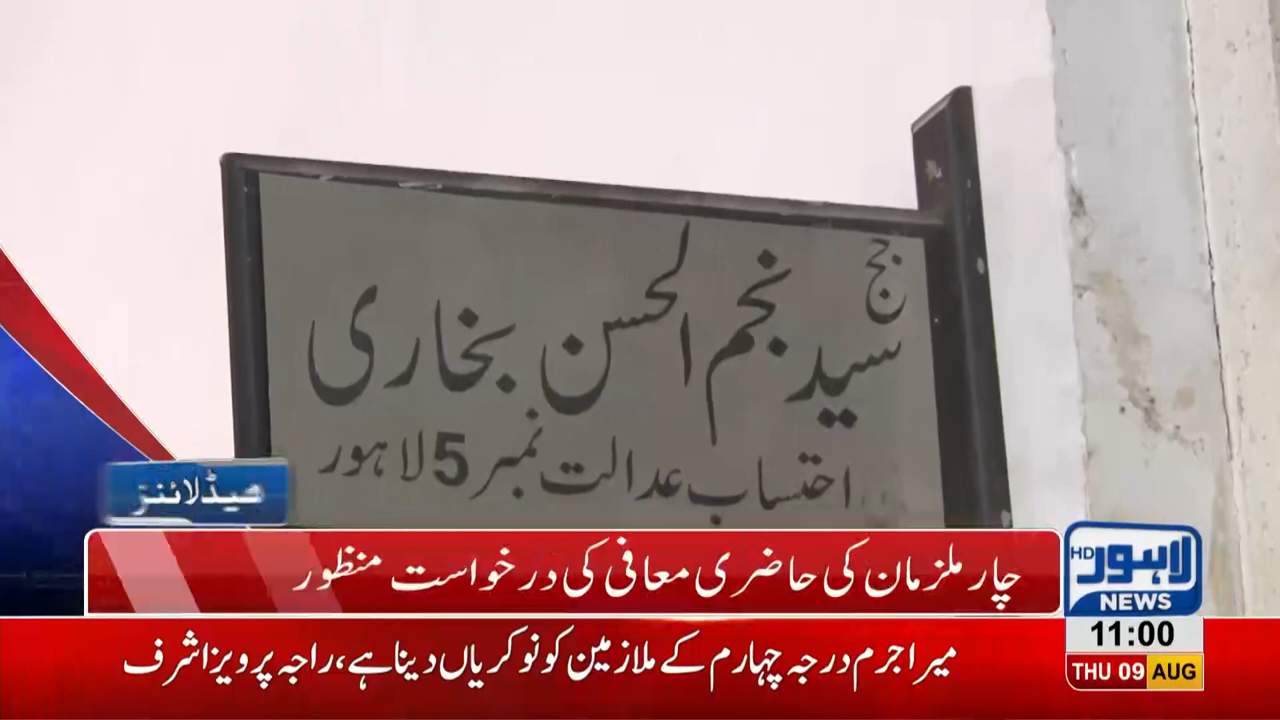 جج
سید نجم الحسن بخاری
احتساب عدالت نمبر 5 لاہور
ہیڈلائنز
چار ملزمان کی حاضری معافی کی درخواست منظور
میرا جرم درجہ چہارم کے ملازمین کو نوکریاں دینا ہے، راجہ پرویز اشرف
لاہور HD
NEWS
11:00
THU 09 AUG